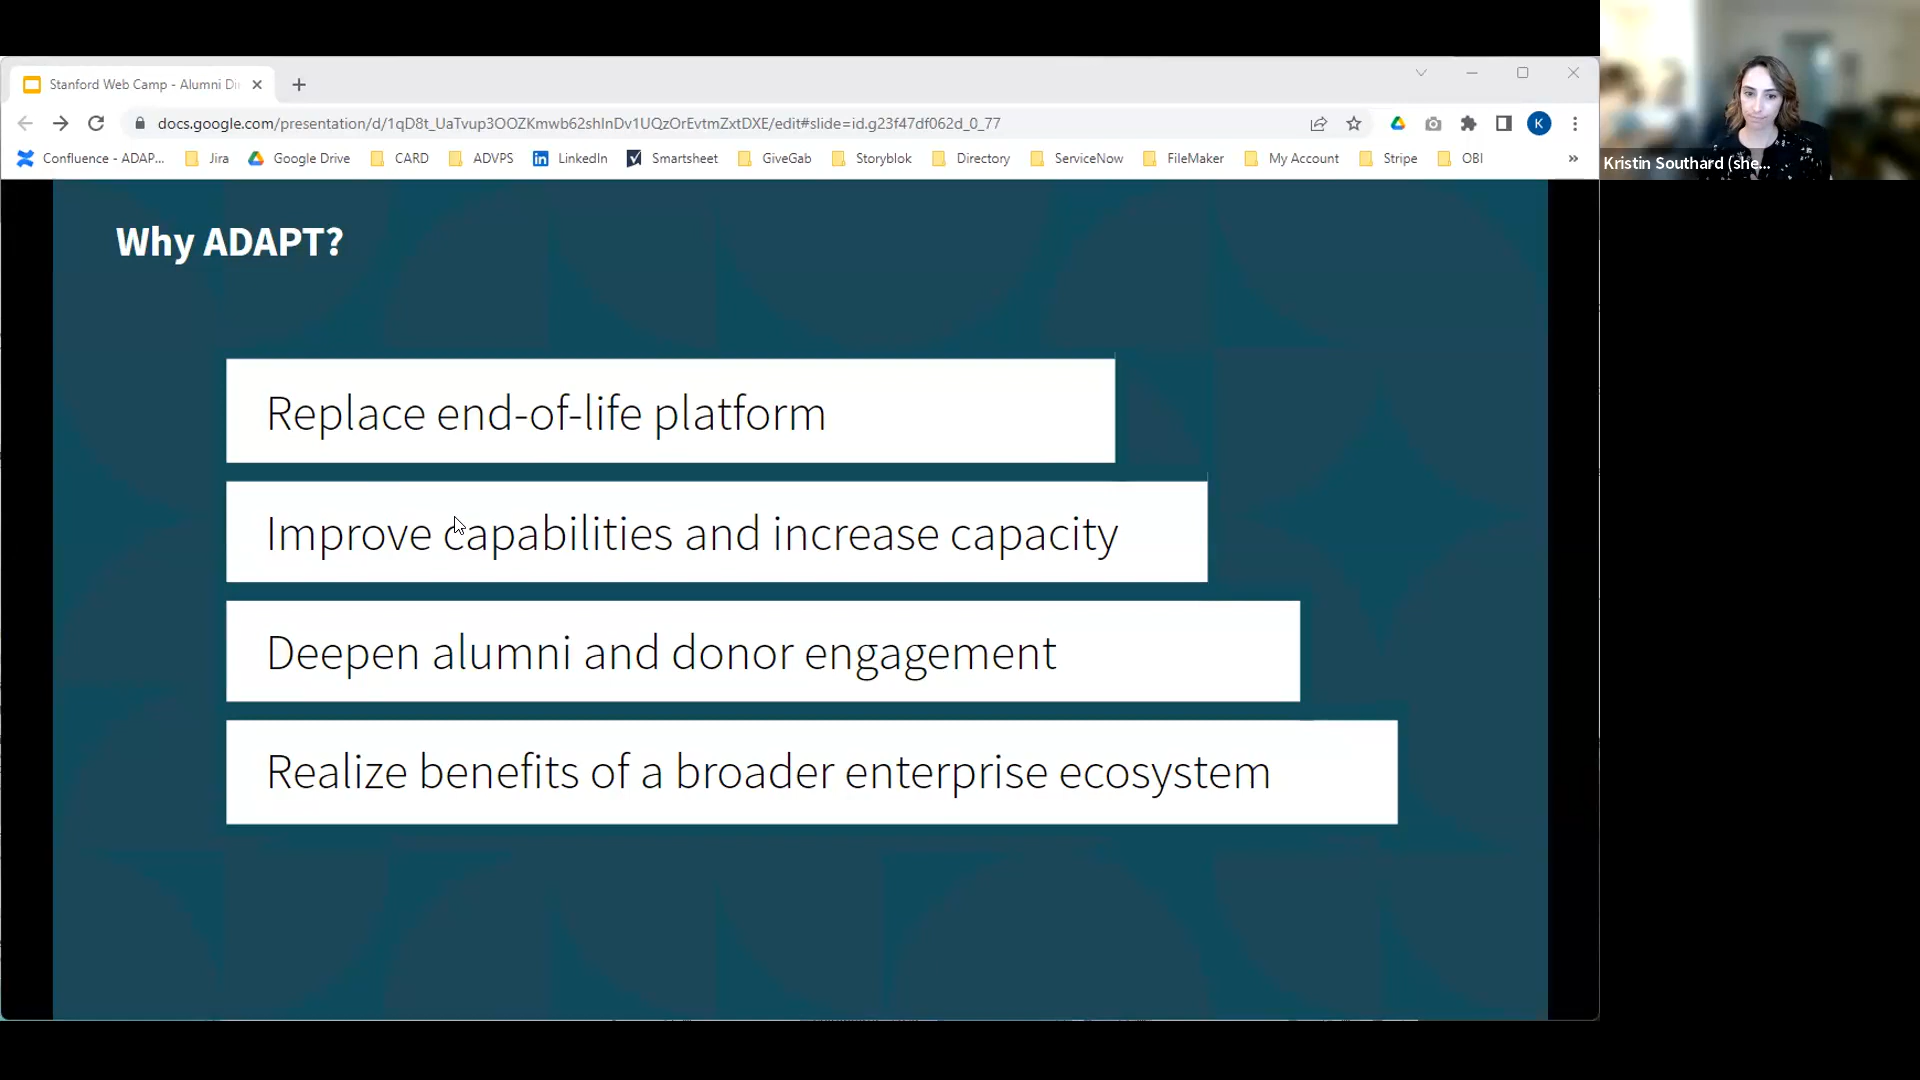 Stanford Web Camp - Alumni Di
docs.google.com/presentation/d/1qD8t_UaTvup3OOZKmwb62shInDv1UQzOrEvtmZxtDXE/edit#slide=id.g23f47df062d_0_77
K
Confluence - ADAP... Jira Google Drive CARD ADVPS LinkedIn Smartsheet GiveGab Storyblok Directory ServiceNow FileMaker My Account Stripe OBI »
Kristin Southard (she...
Why ADAPT?
Replace end-of-life platform
Improve capabilities and increase capacity
Deepen alumni and donor engagement
Realize benefits of a broader enterprise ecosystem